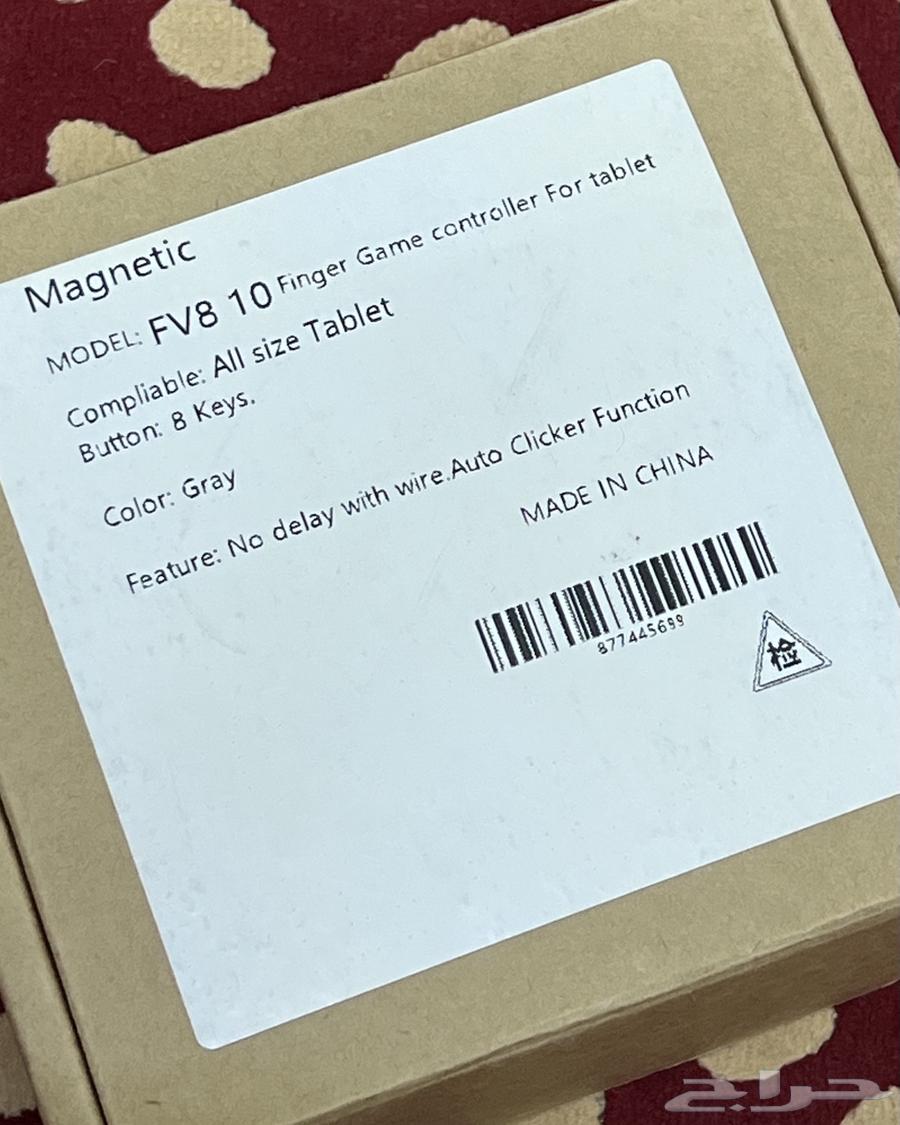 Magnetic
MODEL: FV8 10 Finger Game controller For tablet
Compliable: All size Tablet
Button: 8 Keys.
Color: Gray
Feature: No delay with wire.Auto Clicker Function
MADE IN CHINA
877445699
检
حراج